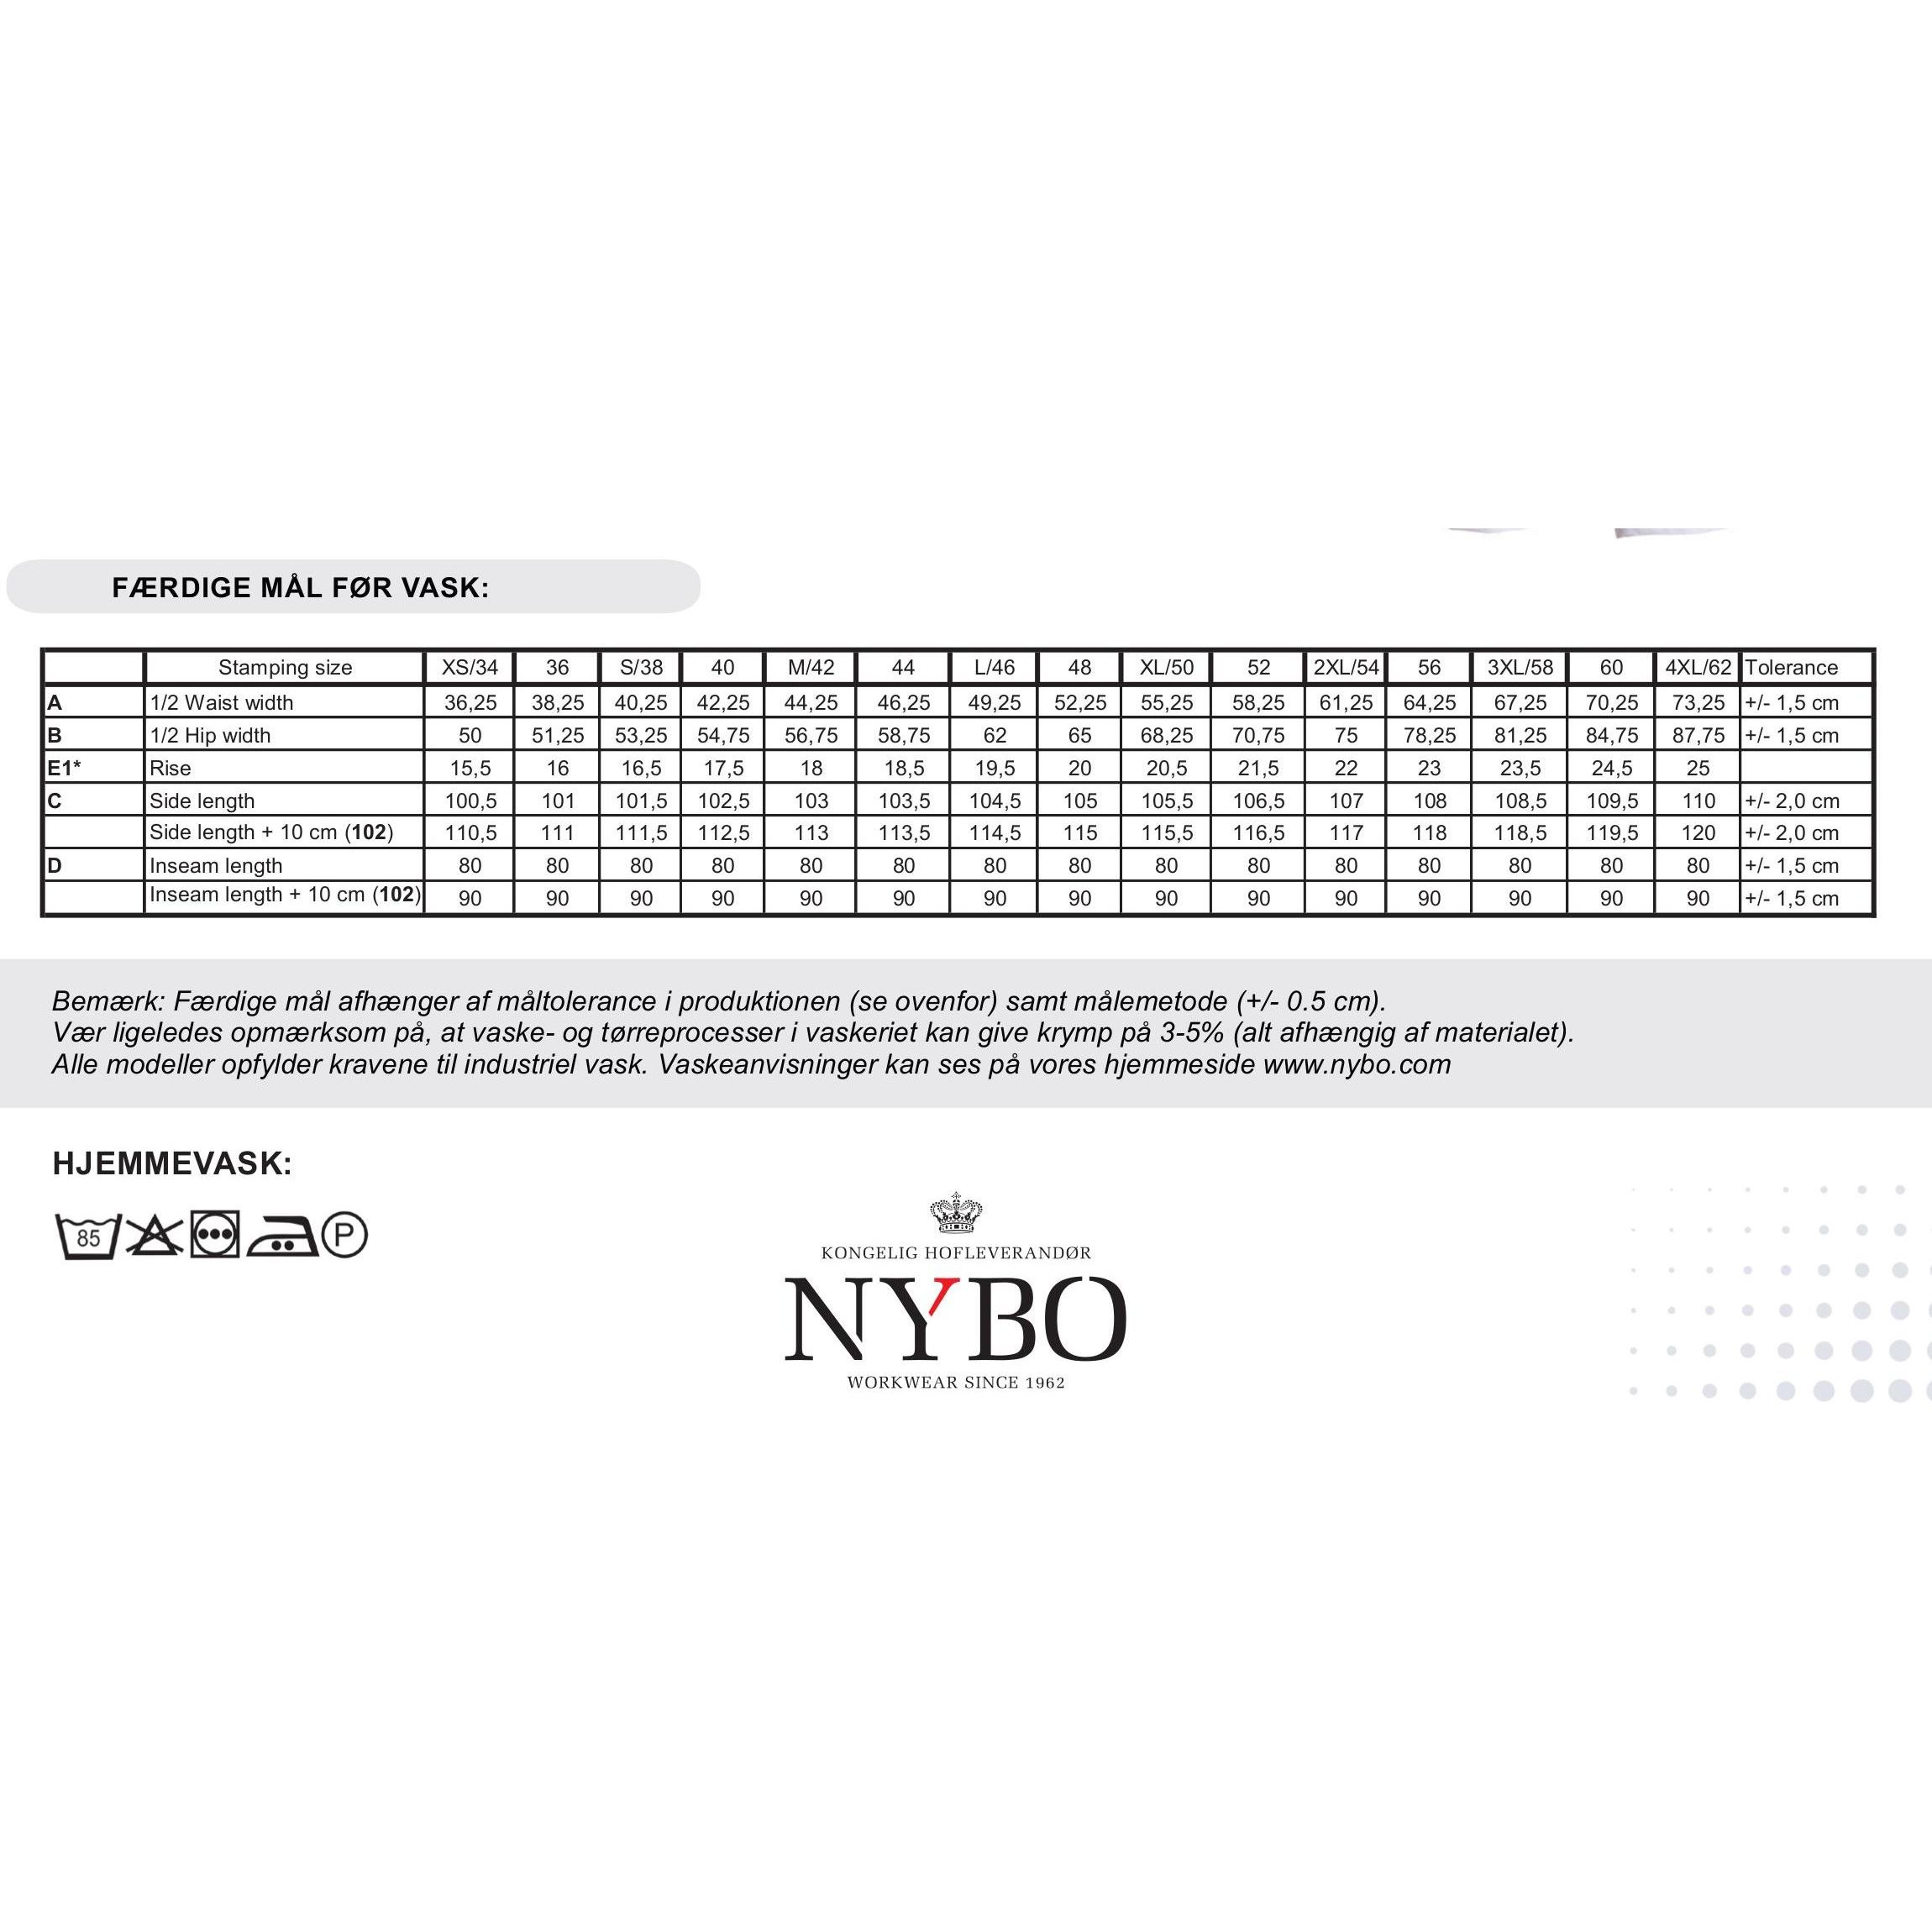 FÆRDIGE MÅL FØR VASK:
Stamping size XS/34 36 S/38 40 M/42 44 L/46 48 XL/50 52 2XL/54 56 3XL/58 60 4XL/62 Tolerance
A 1/2 Waist width 36,25 38,25 40,25 42,25 44,25 46,25 49,25 52,25 55,25 58,25 61,25 64,25 67,25 70,25 73,25 +/- 1,5 cm
B 1/2 Hip width 50 51,25 53,25 54,75 56,75 58,75 62 65 68,25 70,75 75 78,25 81,25 84,75 87,75 +/- 1,5 cm
E1* Rise 15,5 16 16,5 17,5 18 18,5 19,5 20 20,5 21,5 22 23 23,5 24,5 25
C Side length 100,5 101 101,5 102,5 103 103,5 104,5 105 105,5 106,5 107 108 108,5 109,5 110 +/- 2,0 cm
Side length + 10 cm (102) 110,5 111 111,5 112,5 113 113,5 114,5 115 115,5 116,5 117 118 118,5 119,5 120 +/- 2,0 cm
D Inseam length 80 80 80 80 80 80 80 80 80 80 80 80 80 80 80 +/- 1,5 cm
Inseam length + 10 cm (102) 90 90 90 90 90 90 90 90 90 90 90 90 90 90 90 +/- 1,5 cm
Bemærk: Færdige mål afhænger af måltolerance i produktionen (se ovenfor) samt målemetode (+/- 0.5 cm).
Vær ligeledes opmærksom på, at vaske- og tørreprocesser i vaskeriet kan give krymp på 3-5% (alt afhængig af materialet).
Alle modeller opfylder kravene til industriel vask. Vaskeanvisninger kan ses på vores hjemmeside www.nybo.com
HJEMMEVASK:
85 P
KONGELIG HOFLEVERANDØR
NYBO
WORKWEAR SINCE 1962